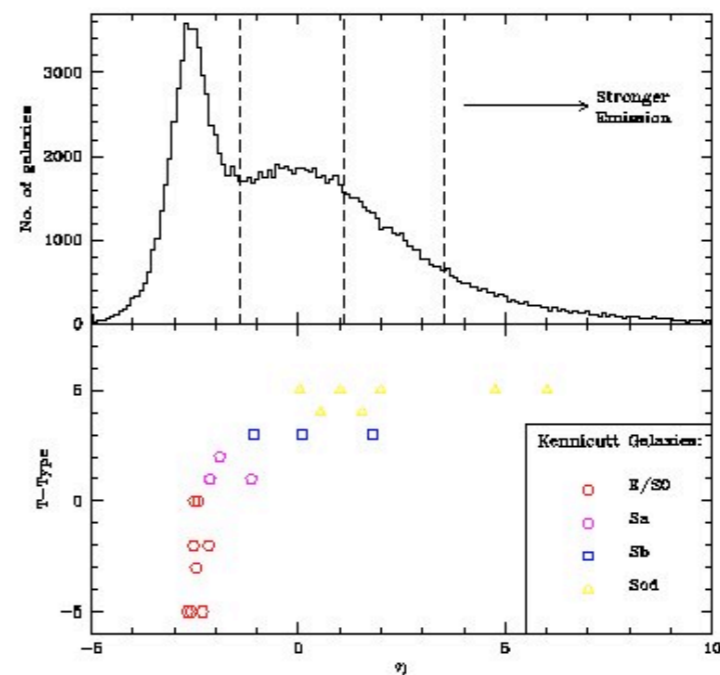 No. of galaxies
3000
2000
1000
0
Stronger
Emission
T-Type
5
0
-5
Kennicutt Galaxies:
E/S0
Sa
Sb
Scd
-5
0
5
10
η